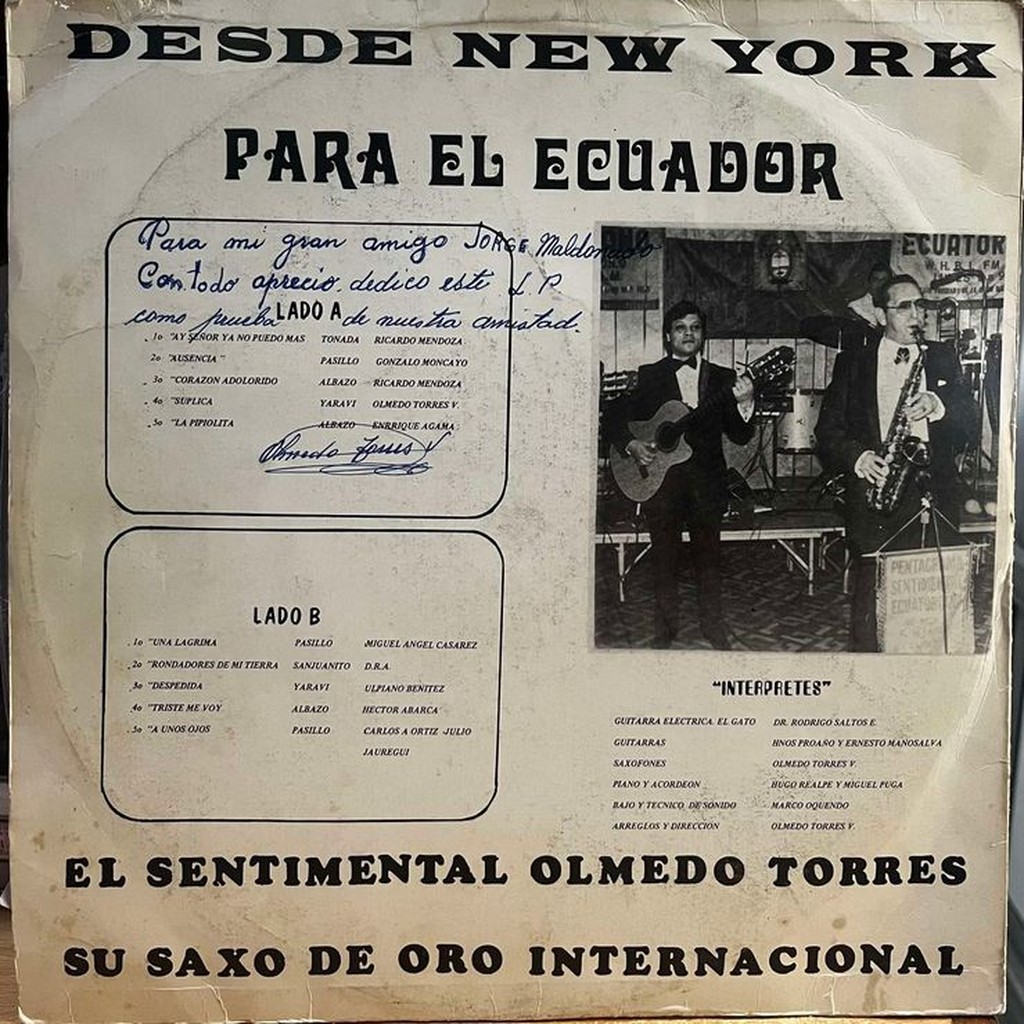 DESDE NEW YORK
PARA EL ECUADOR
Para mi gran amigo JORGE Maldonado
Con todo aprecio dedico este L.P.
como prueba de nuestra amistad.
LADO A
1o "AY SEÑOR YA NO PUEDO MAS TONADA RICARDO MENDOZA
2o "AUSENCIA" PASILLO GONZALO MONCAYO
3o "CORAZON ADOLORIDO ALBAZO RICARDO MENDOZA
4o "SUPLICA YARAVI OLMEDO TORRES V.
5o "LA PIPIOLITA ALBAZO ENRRIQUE AGAMA
Olmedo Torres V
LADO B
1o "UNA LAGRIMA PASILLO MIGUEL ANGEL CASAREZ
2o "RONDADORES DE MI TIERRA SANJUANITO D.R.A.
3o "DESPEDIDA YARAVI ULPIANO BENITEZ
4o "TRISTE ME VOY ALBAZO HECTOR ABARCA
5o "A UNOS OJOS PASILLO CARLOS A ORTIZ JULIO
JAUREGUI
ECUATOR
W.H.B.I. FM
PENTAGRAMA
SENTIMENTAL
"INTERPRETES"
GUITARRA ELECTRICA EL GATO DR. RODRIGO SALTOS E.
GUITARRAS HNOS PROAÑO Y ERNESTO MAÑOSALVA
SAXOFONES OLMEDO TORRES V.
PIANO Y ACORDEON HUGO REALPE Y MIGUEL PUGA
BAJO Y TECNICO DE SONIDO MARCO OQUENDO
ARREGLOS Y DIRECCION OLMEDO TORRES V.
EL SENTIMENTAL OLMEDO TORRES
SU SAXO DE ORO INTERNACIONAL